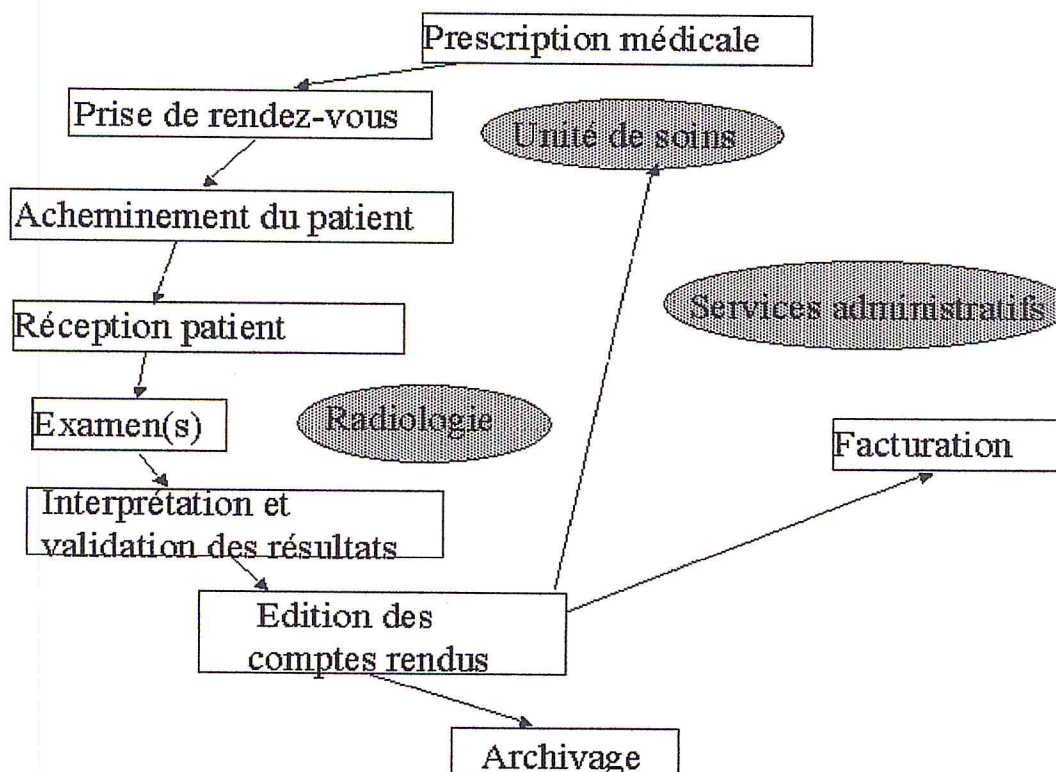 Prescription médicale
Prise de rendez-vous
Unité de soins
Acheminement du patient
Services administratifs
Réception patient
Examen(s)
Radiologie
Facturation
Interprétation et
validation des résultats
Edition des
comptes rendus
Archivage